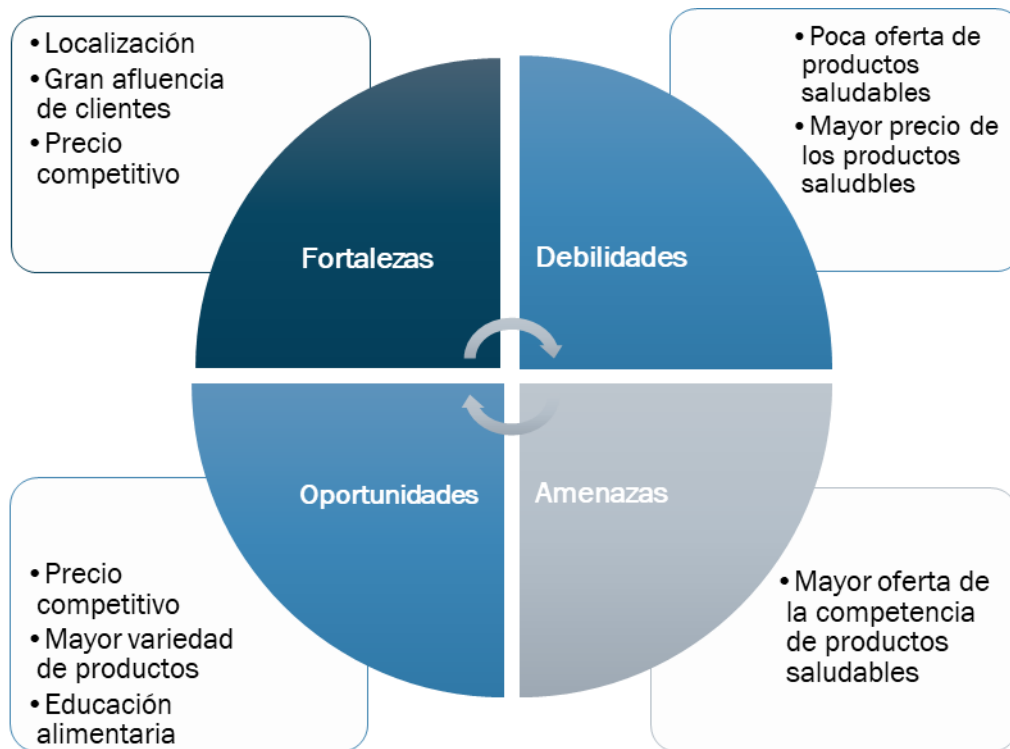 • Localización
• Gran afluencia
de clientes
• Precio
competitivo
Fortalezas
• Poca oferta de
productos
saludables
• Mayor precio de
los productos
saludbles
Debilidades
• Precio
competitivo
• Mayor variedad
de productos
• Educación
alimentaria
Oportunidades
• Mayor oferta de
la competencia
de productos
saludables
Amenazas